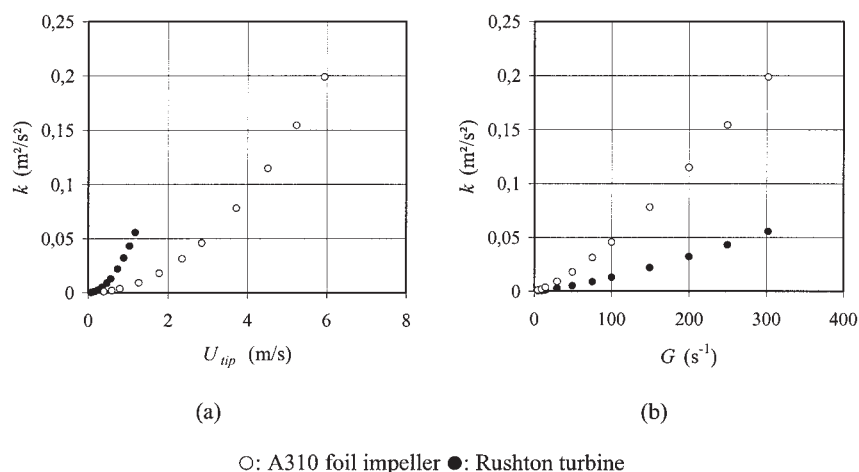 0,25
0,2
0,15
0,1
0,05
0
k (m²/s²)
0 2 4 6 8
U_tip (m/s)
(a)
0,25
0,2
0,15
0,1
0,05
0
k (m²/s²)
0 100 200 300 400
G (s⁻¹)
(b)
○: A310 foil impeller ●: Rushton turbine